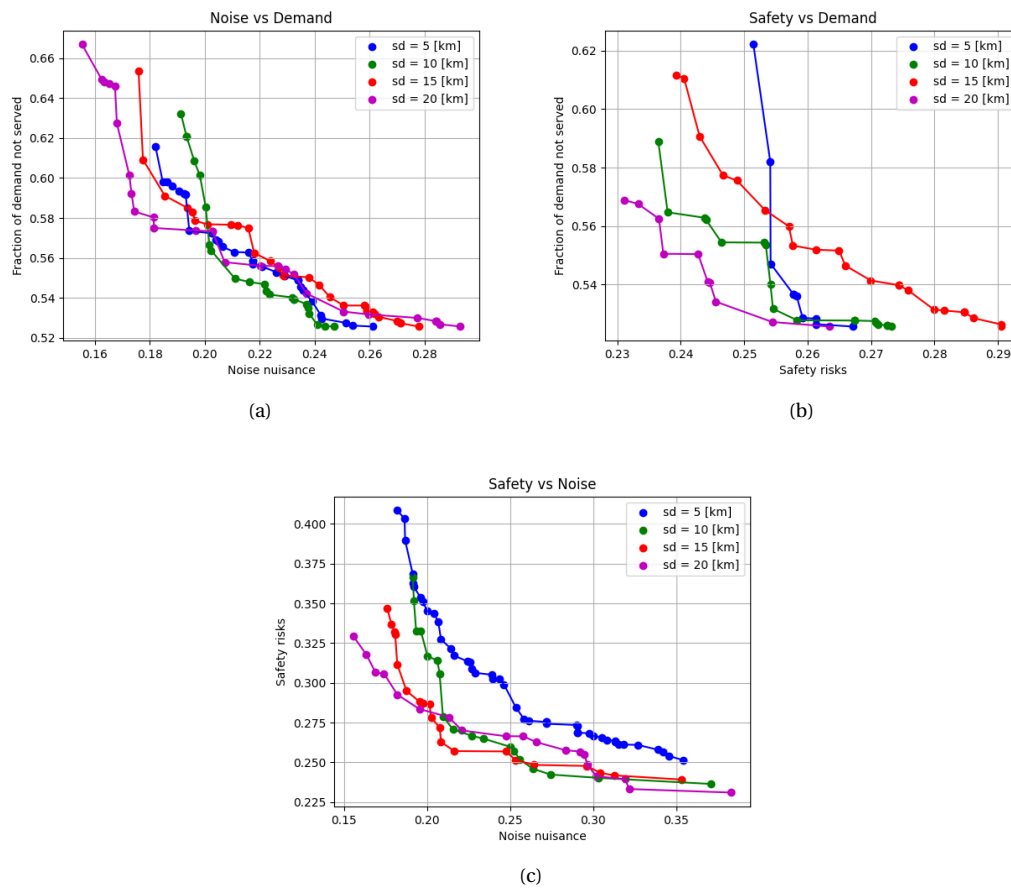 Noise vs Demand
Fraction of demand not served
0.66
0.64
0.62
0.60
0.58
0.56
0.54
0.52
sd = 5 [km]
sd = 10 [km]
sd = 15 [km]
sd = 20 [km]
0.16 0.18 0.20 0.22 0.24 0.26 0.28
Noise nuisance
(a)
Safety vs Demand
Fraction of demand not served
0.62
0.60
0.58
0.56
0.54
sd = 5 [km]
sd = 10 [km]
sd = 15 [km]
sd = 20 [km]
0.23 0.24 0.25 0.26 0.27 0.28 0.29
Safety risks
(b)
Safety vs Noise
Safety risks
0.400
0.375
0.350
0.325
0.300
0.275
0.250
0.225
sd = 5 [km]
sd = 10 [km]
sd = 15 [km]
sd = 20 [km]
0.15 0.20 0.25 0.30 0.35
Noise nuisance
(c)